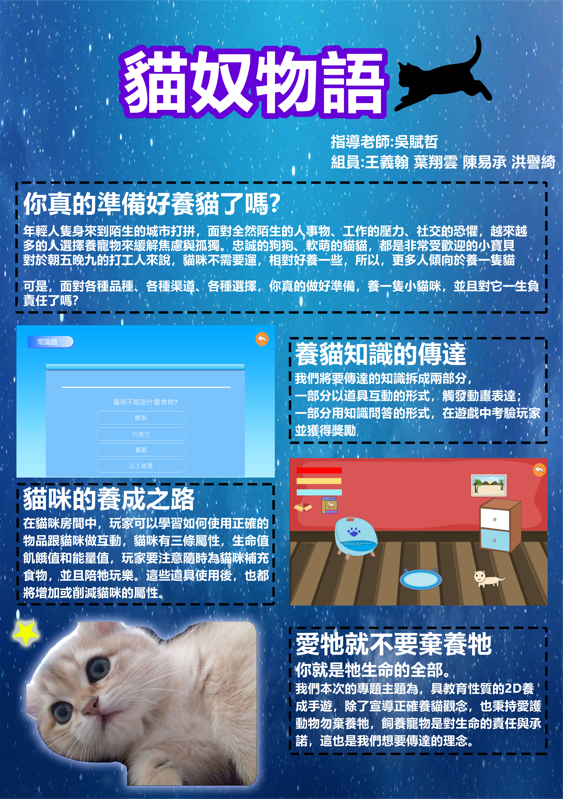 貓奴物語
指導老師:吳賦哲
組員:王義翰 葉翔雲 陳易承 洪譽綺
你真的準備好養貓了嗎?
年輕人隻身來到陌生的城市打拼，面對全然陌生的人事物、工作的壓力、社交的恐懼，越來越
多的人選擇養寵物來緩解焦慮與孤獨。忠誠的狗狗、軟萌的貓貓，都是非常受歡迎的小寶貝
對於朝五晚九的打工人來說，貓咪不需要遛，相對好養一些，所以，更多人傾向於養一隻貓
可是，面對各種品種、各種渠道、各種選擇，你真的做好準備，養一隻小貓咪，並且對它一生負
責任了嗎?
常識題
貓咪不能吃什麼食物?
巧克力
葡萄
以上皆是
養貓知識的傳達
我們將要傳達的知識拆成兩部分，
一部分以道具互動的形式，觸發動畫表達；
一部分用知識問答的形式，在遊戲中考驗玩家
並獲得獎勵
貓咪的養成之路
在貓咪房間中，玩家可以學習如何使用正確的
物品跟貓咪做互動，貓咪有三條屬性，生命值
飢餓值和能量值，玩家要注意隨時為貓咪補充
食物，並且陪牠玩樂。這些道具使用後，也都
將增加或削減貓咪的屬性。
愛牠就不要棄養牠
你就是牠生命的全部。
我們本次的專題主題為，具教育性質的2D養
成手遊，除了宣導正確養貓觀念，也秉持愛護
動物勿棄養牠，飼養寵物是對生命的責任與承
諾，這也是我們想要傳達的理念。